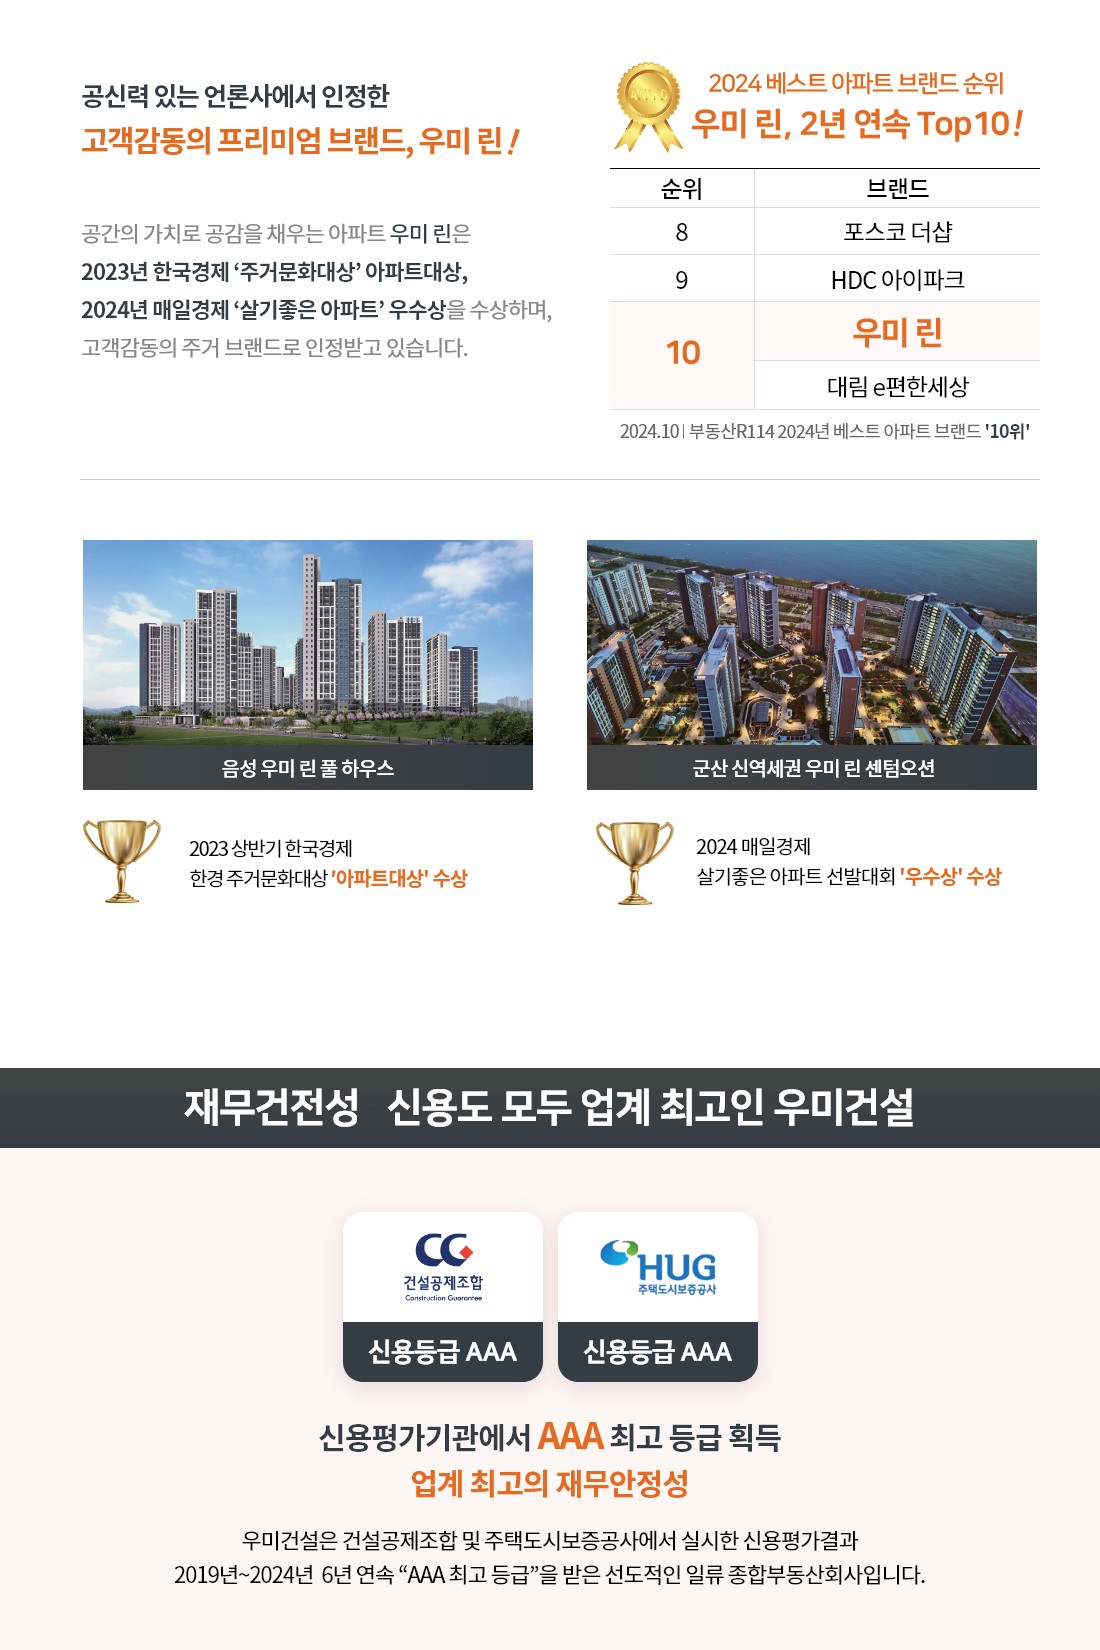 공신력 있는 언론사에서 인정한
고객감동의 프리미엄 브랜드, 우미 린!
공간의 가치로 공감을 채우는 아파트 우미 린은
2023년 한국경제 ‘주거문화대상’ 아파트대상,
2024년 매일경제 ‘살기좋은 아파트’ 우수상을 수상하며,
고객감동의 주거 브랜드로 인정받고 있습니다.
2024 베스트 아파트 브랜드 순위
우미 린, 2년 연속 Top10!
순위 브랜드
8 포스코 더샵
9 HDC 아이파크
10 우미 린
대림 e편한세상
2024.10 | 부동산R114 2024년 베스트 아파트 브랜드 '10위'
음성 우미 린 풀 하우스
2023 상반기 한국경제
한경 주거문화대상 '아파트대상' 수상
군산 신역세권 우미 린 센텀오션
2024 매일경제
살기좋은 아파트 선발대회 '우수상' 수상
재무건전성 신용도 모두 업계 최고인 우미건설
CG
건설공제조합
Construction Guarantee
신용등급 AAA
HUG
주택도시보증공사
신용등급 AAA
신용평가기관에서 AAA 최고 등급 획득
업계 최고의 재무안정성
우미건설은 건설공제조합 및 주택도시보증공사에서 실시한 신용평가결과
2019년~2024년 6년 연속 “AAA 최고 등급”을 받은 선도적인 일류 종합부동산회사입니다.